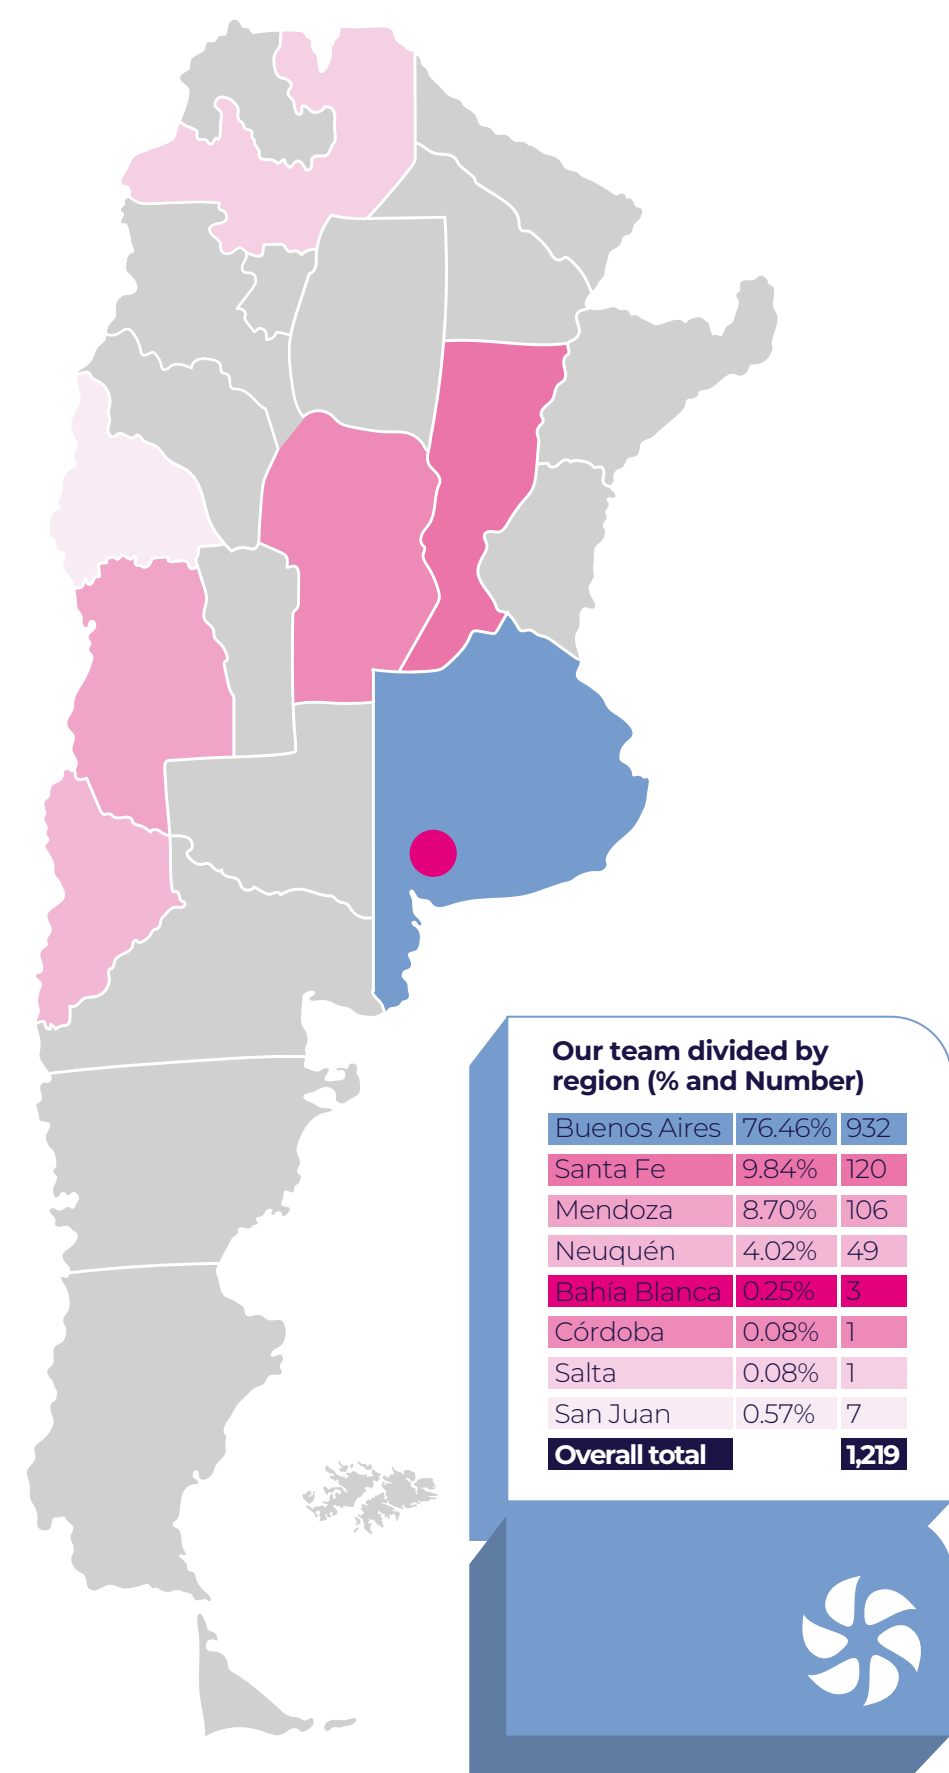 Our team divided by
region (% and Number)
Buenos Aires 76.46% 932
Santa Fe 9.84% 120
Mendoza 8.70% 106
Neuquén 4.02% 49
Bahía Blanca 0.25% 3
Córdoba 0.08% 1
Salta 0.08% 1
San Juan 0.57% 7
Overall total 1,219